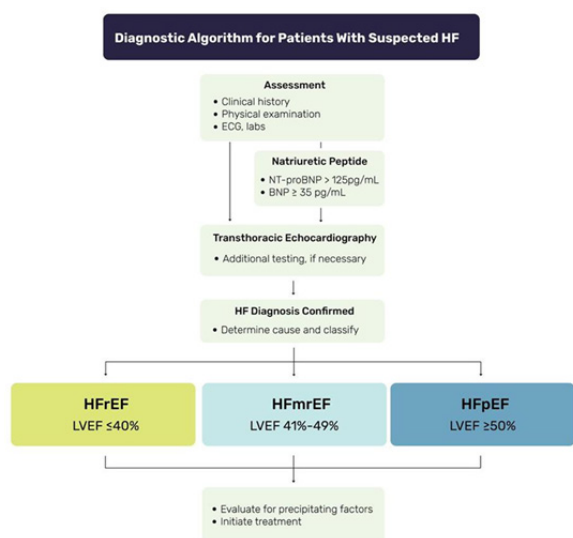 Diagnostic Algorithm for Patients With Suspected HF
Assessment
• Clinical history
• Physical examination
• ECG, labs
Natriuretic Peptide
• NT-proBNP > 125pg/mL
• BNP ≥ 35 pg/mL
Transthoracic Echocardiography
• Additional testing, if necessary
HF Diagnosis Confirmed
• Determine cause and classify
HFrEF
LVEF ≤40%
HFmrEF
LVEF 41%-49%
HFpEF
LVEF ≥50%
• Evaluate for precipitating factors
• Initiate treatment